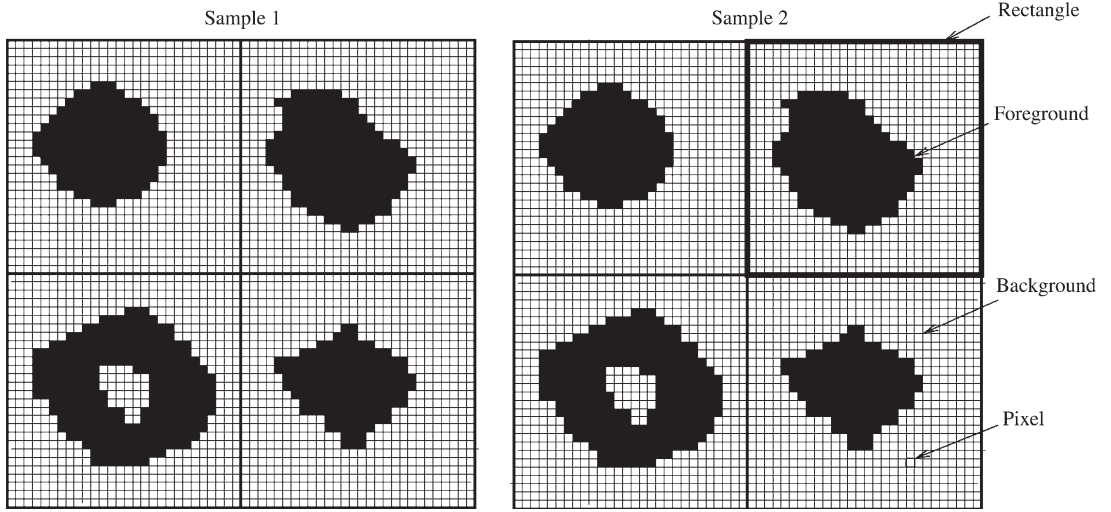 Sample 1
Sample 2
Rectangle
Foreground
Background
Pixel